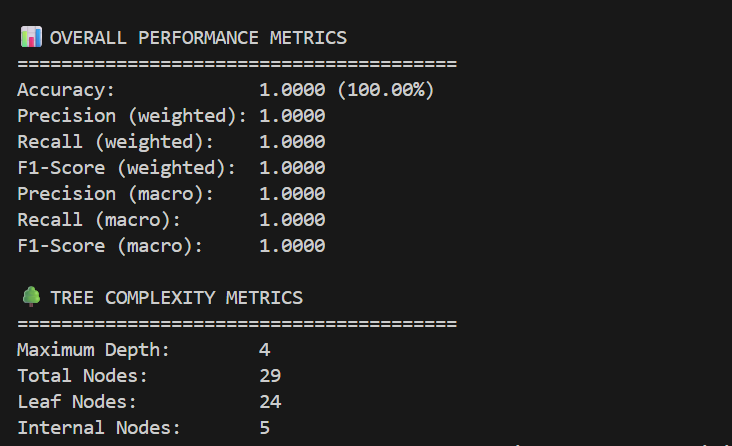 📊 OVERALL PERFORMANCE METRICS
========================================
Accuracy: 1.0000 (100.00%)
Precision (weighted): 1.0000
Recall (weighted): 1.0000
F1-Score (weighted): 1.0000
Precision (macro): 1.0000
Recall (macro): 1.0000
F1-Score (macro): 1.0000
🌳 TREE COMPLEXITY METRICS
========================================
Maximum Depth: 4
Total Nodes: 29
Leaf Nodes: 24
Internal Nodes: 5